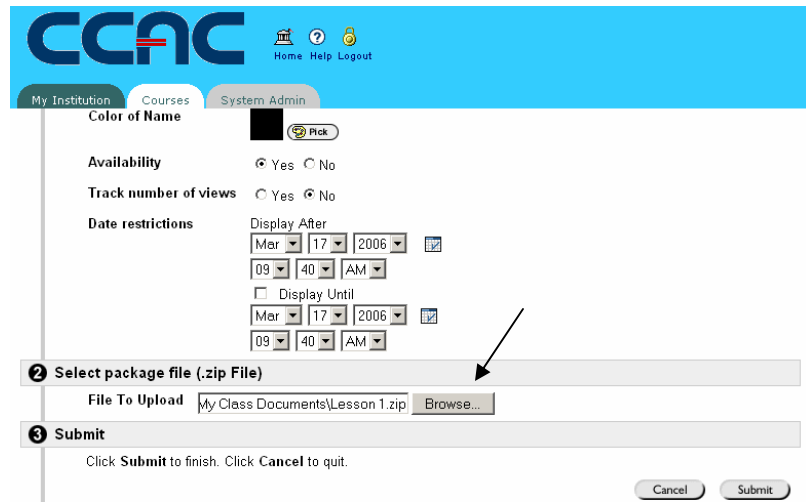 CCAC
Home Help Logout
My Institution Courses System Admin
Color of Name
Pick
Availability Yes No
Track number of views Yes No
Date restrictions Display After
Mar 17 2006
09 40 AM
Display Until
Mar 17 2006
09 40 AM
2 Select package file (.zip File)
File To Upload My Class Documents\Lesson 1.zip Browse...
3 Submit
Click Submit to finish. Click Cancel to quit.
Cancel Submit